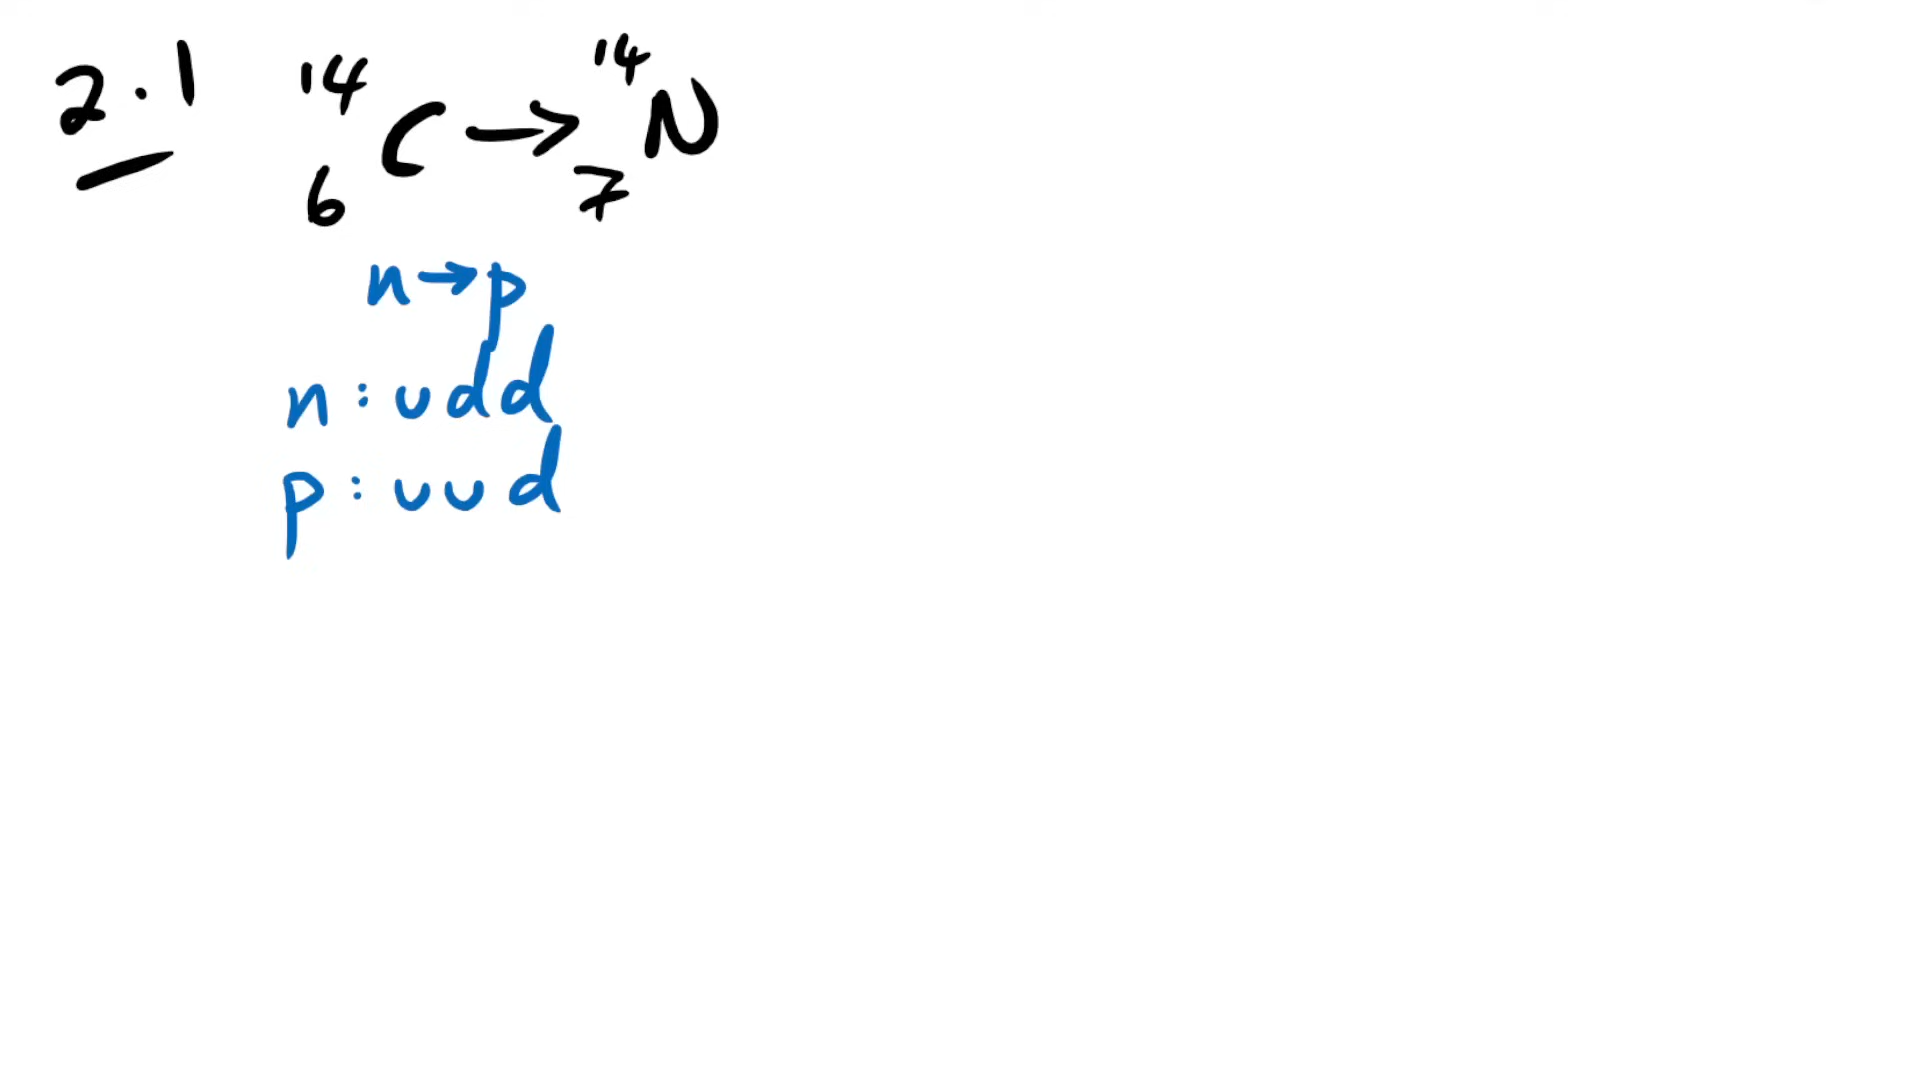 2.1 ¹⁴₆C → ¹⁴₇N
n → p
n : udd
p : uud